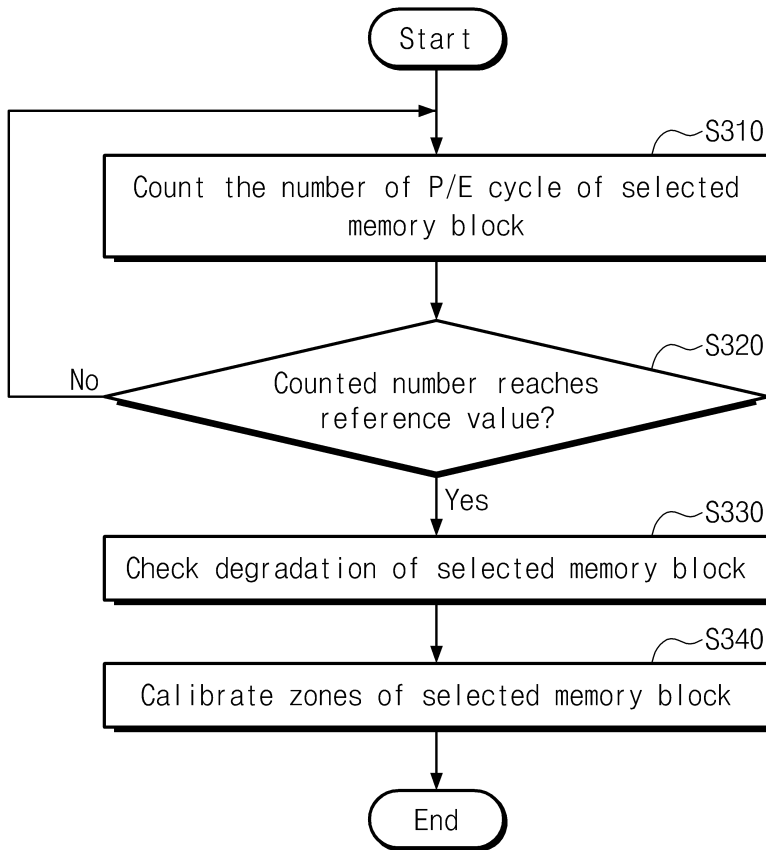 Start
S310
Count the number of P/E cycle of selected
memory block
S320
No
Counted number reaches
reference value?
Yes
S330
Check degradation of selected memory block
S340
Calibrate zones of selected memory block
End